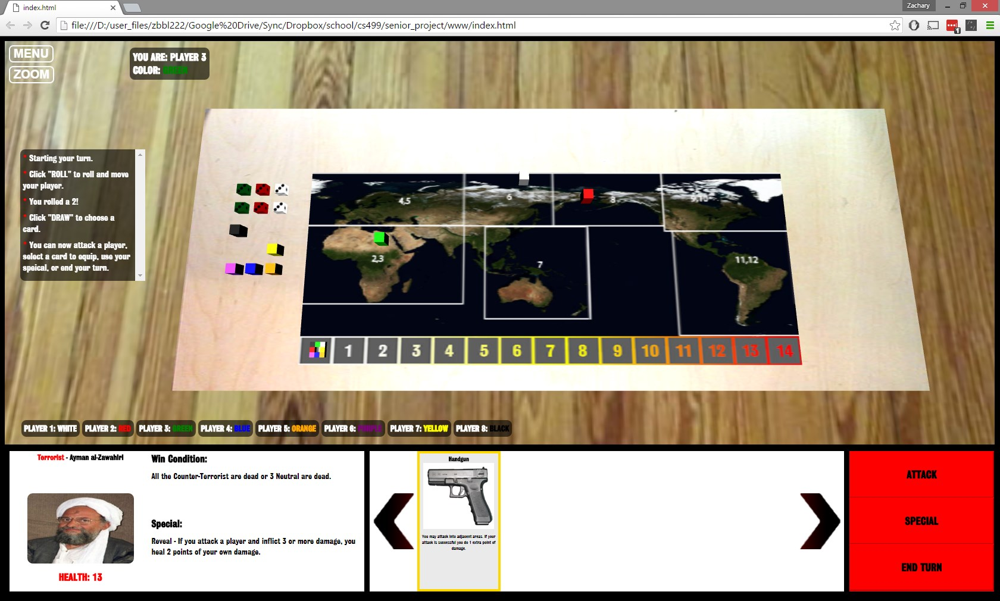 index.html
Zachary
file:///D:/user_files/zbbl222/Google%20Drive/Sync/Dropbox/school/cs499/senior_project/www/index.html
1
MENU
ZOOM
YOU ARE: PLAYER 3
COLOR: GREEN
* Starting your turn.
* Click "ROLL" to roll and move
your player.
* You rolled a 2!
* Click "DRAW" to choose a
card.
* You can now attack a player,
select a card to equip, use your
speical, or end your turn.
4,5
6
8
9,10
2,3
7
11,12
1 2 3 4 5 6 7 8 9 10 11 12 13 14
PLAYER 1: WHITE PLAYER 2: RED PLAYER 3: GREEN PLAYER 4: BLUE PLAYER 5: ORANGE PLAYER 6: PURPLE PLAYER 7: YELLOW PLAYER 8: BLACK
Terrorist - Ayman al-Zawahiri
HEALTH: 13
Win Condition:
All the Counter-Terrorist are dead or 3 Neutral are dead.
Special:
Reveal - If you attack a player and inflict 3 or more damage, you
heal 2 points of your own damage.
Handgun
You may attack into adjacent areas. If your
attack is successful you do 1 extra point of
damage.
ATTACK
SPECIAL
END TURN